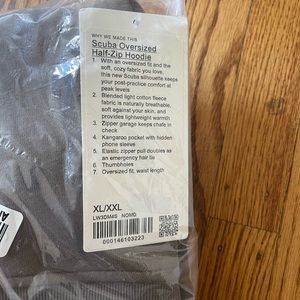 WHY WE MADE THIS
Scuba Oversized
Half-Zip Hoodie
1. With an oversized fit and the
soft, cozy fabric you love,
this new Scuba silhouette keeps
your post-practice comfort at
peak levels
2. Blended light cotton fleece
fabric is naturally breathable,
soft against your skin, and
provides lightweight warmth
3. Zipper garage keeps chafe in
check
4. Kangaroo pocket with hidden
phone sleeve
5. Elastic zipper pull doubles as
an emergency hair tie
6. Thumbholes
7. Oversized fit, waist length
XL/XXL
LW3DM4S NOMD
000146103223